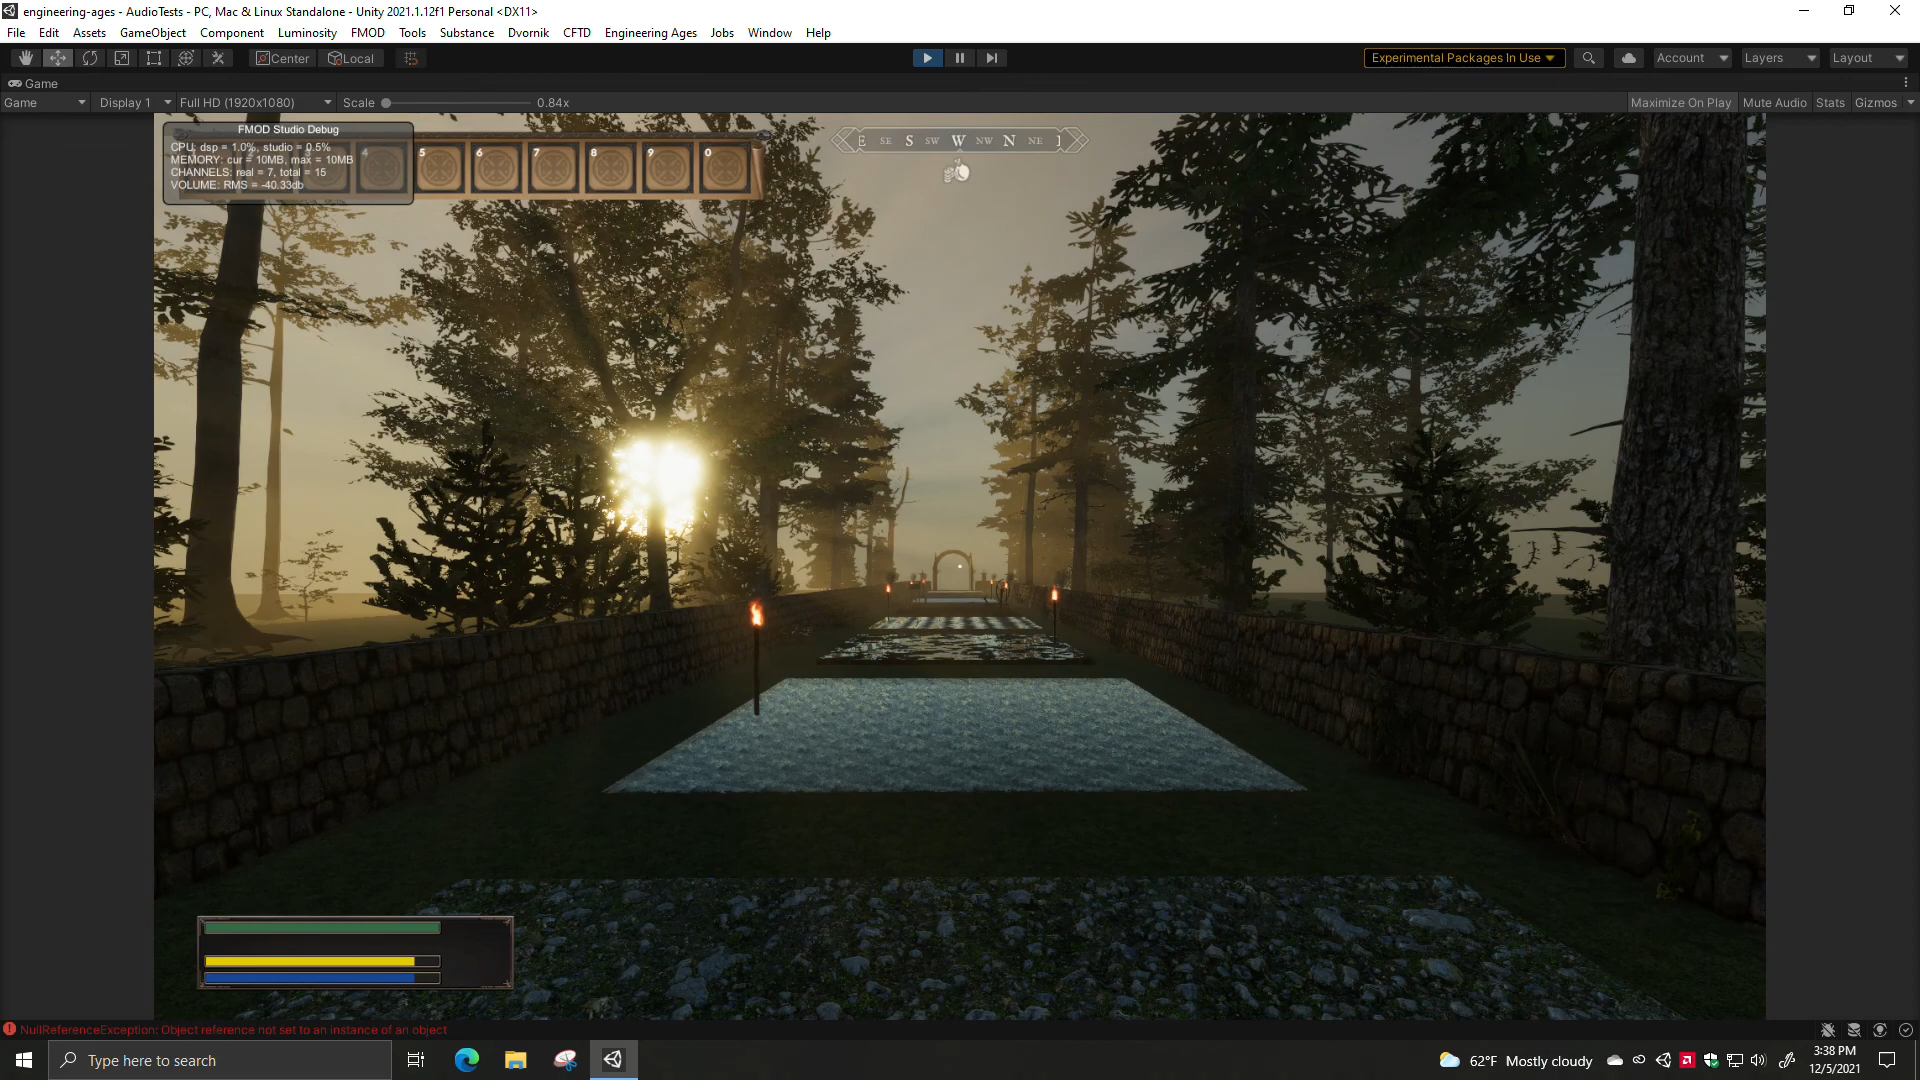 engineering-ages - AudioTests - PC, Mac & Linux Standalone - Unity 2021.1.12f1 Personal <DX11>
File Edit Assets GameObject Component Luminosity FMOD Tools Substance Dvornik CFTD Engineering Ages Jobs Window Help
Center Local Experimental Packages In Use Account Layers Layout
Game
Game Display 1 Full HD (1920x1080) Scale 0.84x Maximize On Play Mute Audio Stats Gizmos
FMOD Studio Debug
CPU: dsp = 1.0%, studio = 0.5%
MEMORY: cur = 10MB, max = 10MB
CHANNELS: real = 7, total = 15
VOLUME: RMS = -40.33db
4 5 6 7 8 9 0
E SE S SW W NW N NE
NullReferenceException: Object reference not set to an instance of an object
Type here to search
62°F Mostly cloudy
3:38 PM
12/5/2021